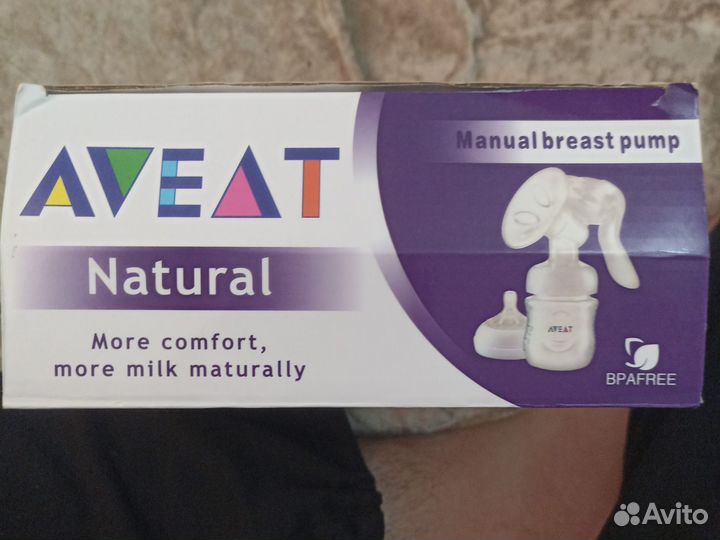 AVEAT
Natural
More comfort,
more milk maturally
Manual breast pump
AVEAT
BPAFREE
Avito